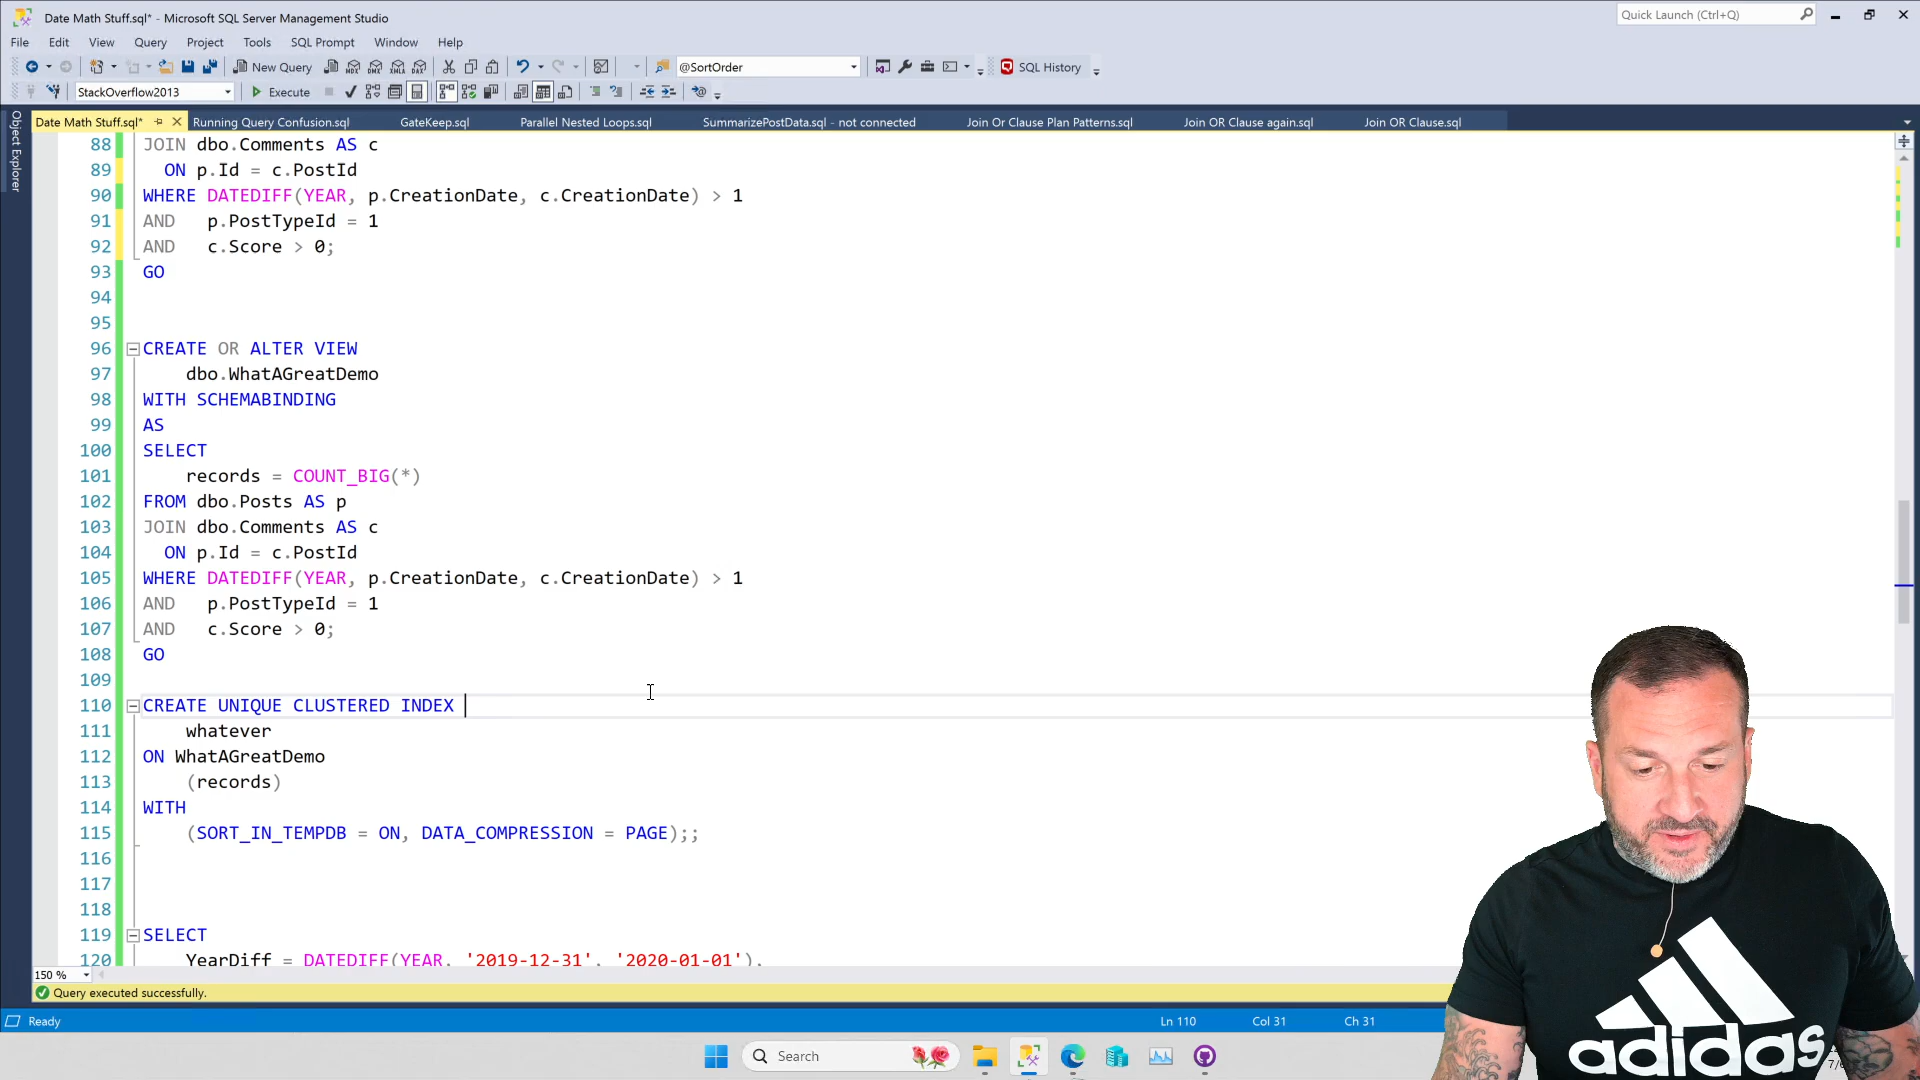 Date Math Stuff.sql* - Microsoft SQL Server Management Studio
Quick Launch (Ctrl+Q)
File Edit View Query Project Tools SQL Prompt Window Help
New Query
@SortOrder
SQL History
StackOverflow2013
Execute
Date Math Stuff.sql*
Running Query Confusion.sql
GateKeep.sql
Parallel Nested Loops.sql
SummarizePostData.sql - not connected
Join Or Clause Plan Patterns.sql
Join OR Clause again.sql
Join OR Clause.sql
Object Explorer
88 JOIN dbo.Comments AS c
89 ON p.Id = c.PostId
90 WHERE DATEDIFF(YEAR, p.CreationDate, c.CreationDate) > 1
91 AND p.PostTypeId = 1
92 AND c.Score > 0;
93 GO
94
95
96 CREATE OR ALTER VIEW
97 dbo.WhatAGreatDemo
98 WITH SCHEMABINDING
99 AS
100 SELECT
101 records = COUNT_BIG(*)
102 FROM dbo.Posts AS p
103 JOIN dbo.Comments AS c
104 ON p.Id = c.PostId
105 WHERE DATEDIFF(YEAR, p.CreationDate, c.CreationDate) > 1
106 AND p.PostTypeId = 1
107 AND c.Score > 0;
108 GO
109
110 CREATE UNIQUE CLUSTERED INDEX
111 whatever
112 ON WhatAGreatDemo
113 (records)
114 WITH
115 (SORT_IN_TEMPDB = ON, DATA_COMPRESSION = PAGE);;
116
117
118
119 SELECT
120 YearDiff = DATEDIFF(YEAR, '2019-12-31', '2020-01-01'),
150 %
Query executed successfully.
Ready
Ln 110
Col 31
Ch 31
Search
adidas